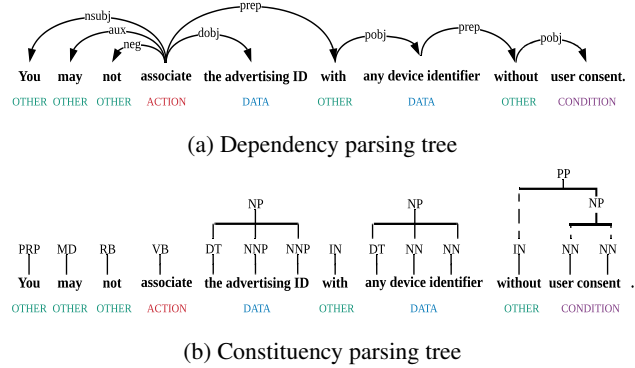 prep
nsubj
aux
neg dobj pobj prep pobj
You may not associate the advertising ID with any device identifier without user consent.
OTHER OTHER OTHER ACTION DATA OTHER DATA OTHER CONDITION
(a) Dependency parsing tree
PP
NP NP NP
PRP MD RB VB DT NNP NNP IN DT NN NN IN NN NN
You may not associate the advertising ID with any device identifier without user consent .
OTHER OTHER OTHER ACTION DATA OTHER DATA OTHER CONDITION
(b) Constituency parsing tree